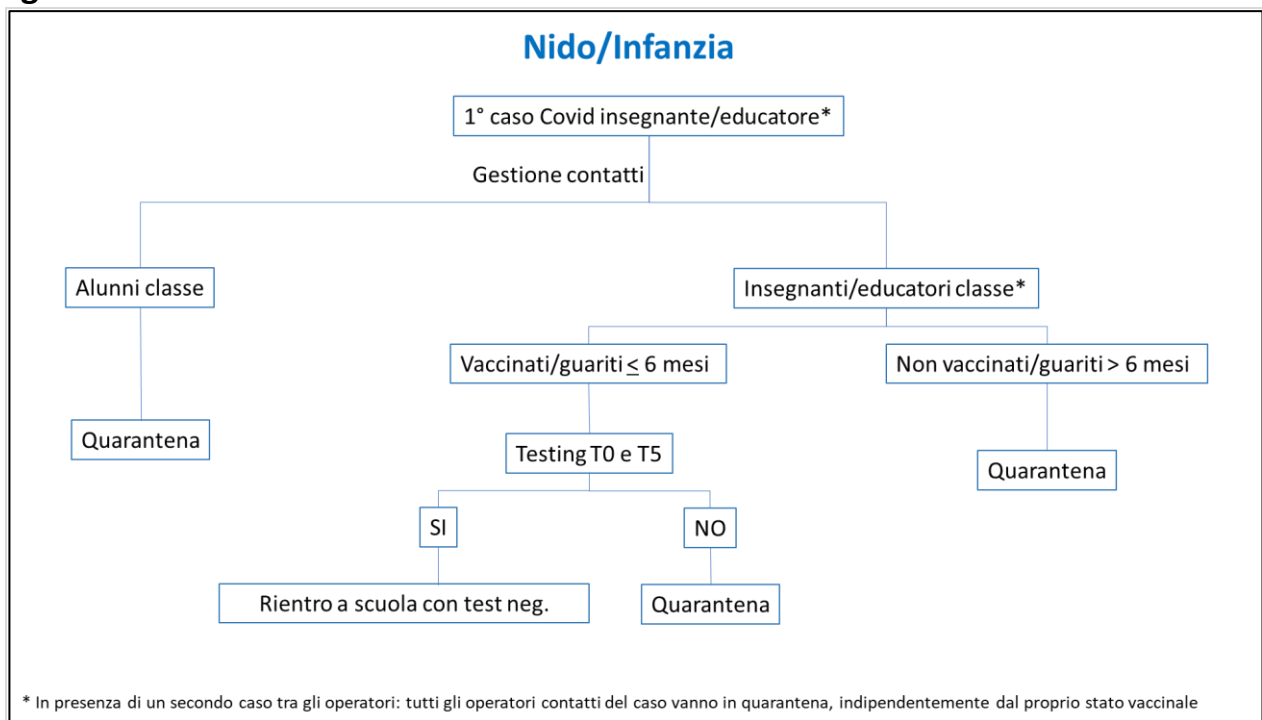 Nido/Infanzia
1° caso Covid insegnante/educatore*
Gestione contatti
Alunni classe
Insegnanti/educatori classe*
Vaccinati/guariti ≤ 6 mesi
Non vaccinati/guariti > 6 mesi
Quarantena
Testing T0 e T5
Quarantena
SI
NO
Rientro a scuola con test neg.
Quarantena
* In presenza di un secondo caso tra gli operatori: tutti gli operatori contatti del caso vanno in quarantena, indipendentemente dal proprio stato vaccinale